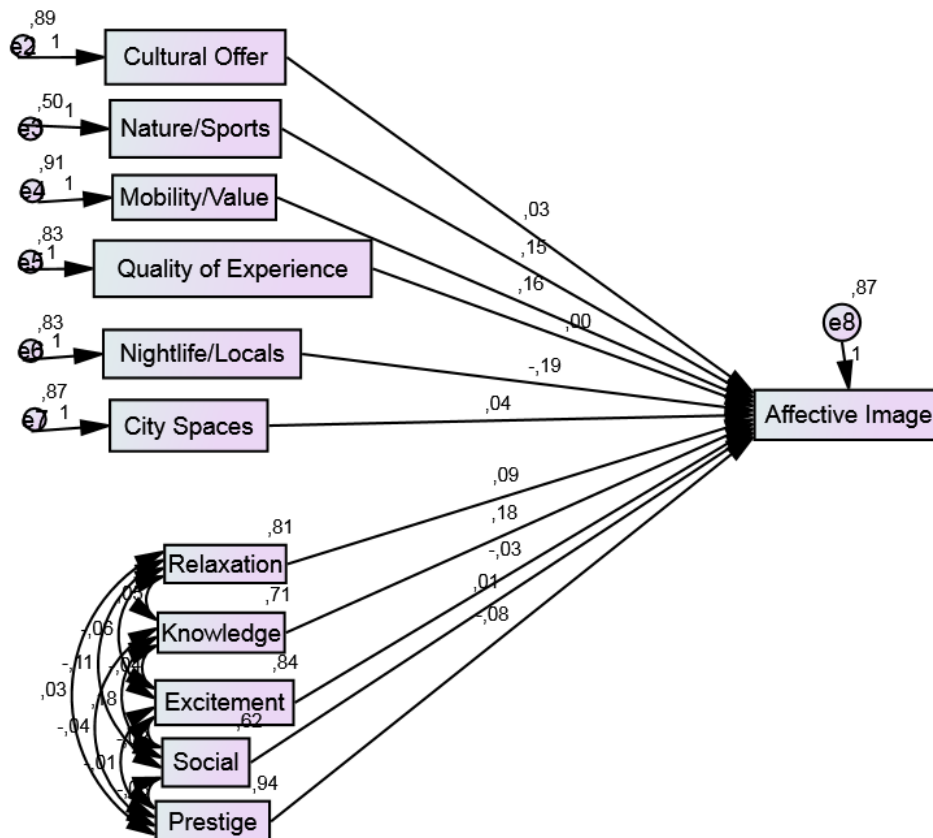 ,89
e2 1
Cultural Offer
,50
e3 1
Nature/Sports
,91
e4 1
Mobility/Value
,83
e5 1
Quality of Experience
,83
e6 1
Nightlife/Locals
,87
e7 1
City Spaces
,03
,15
,16
,00
-,19
,04
,87
e8
1
Affective Image
,09
,18
-,03
,01
-,08
,81
Relaxation
,71
Knowledge
,84
Excitement
,62
Social
,94
Prestige
-,06
-,11
-,04
,03
,18
-,04
-,01